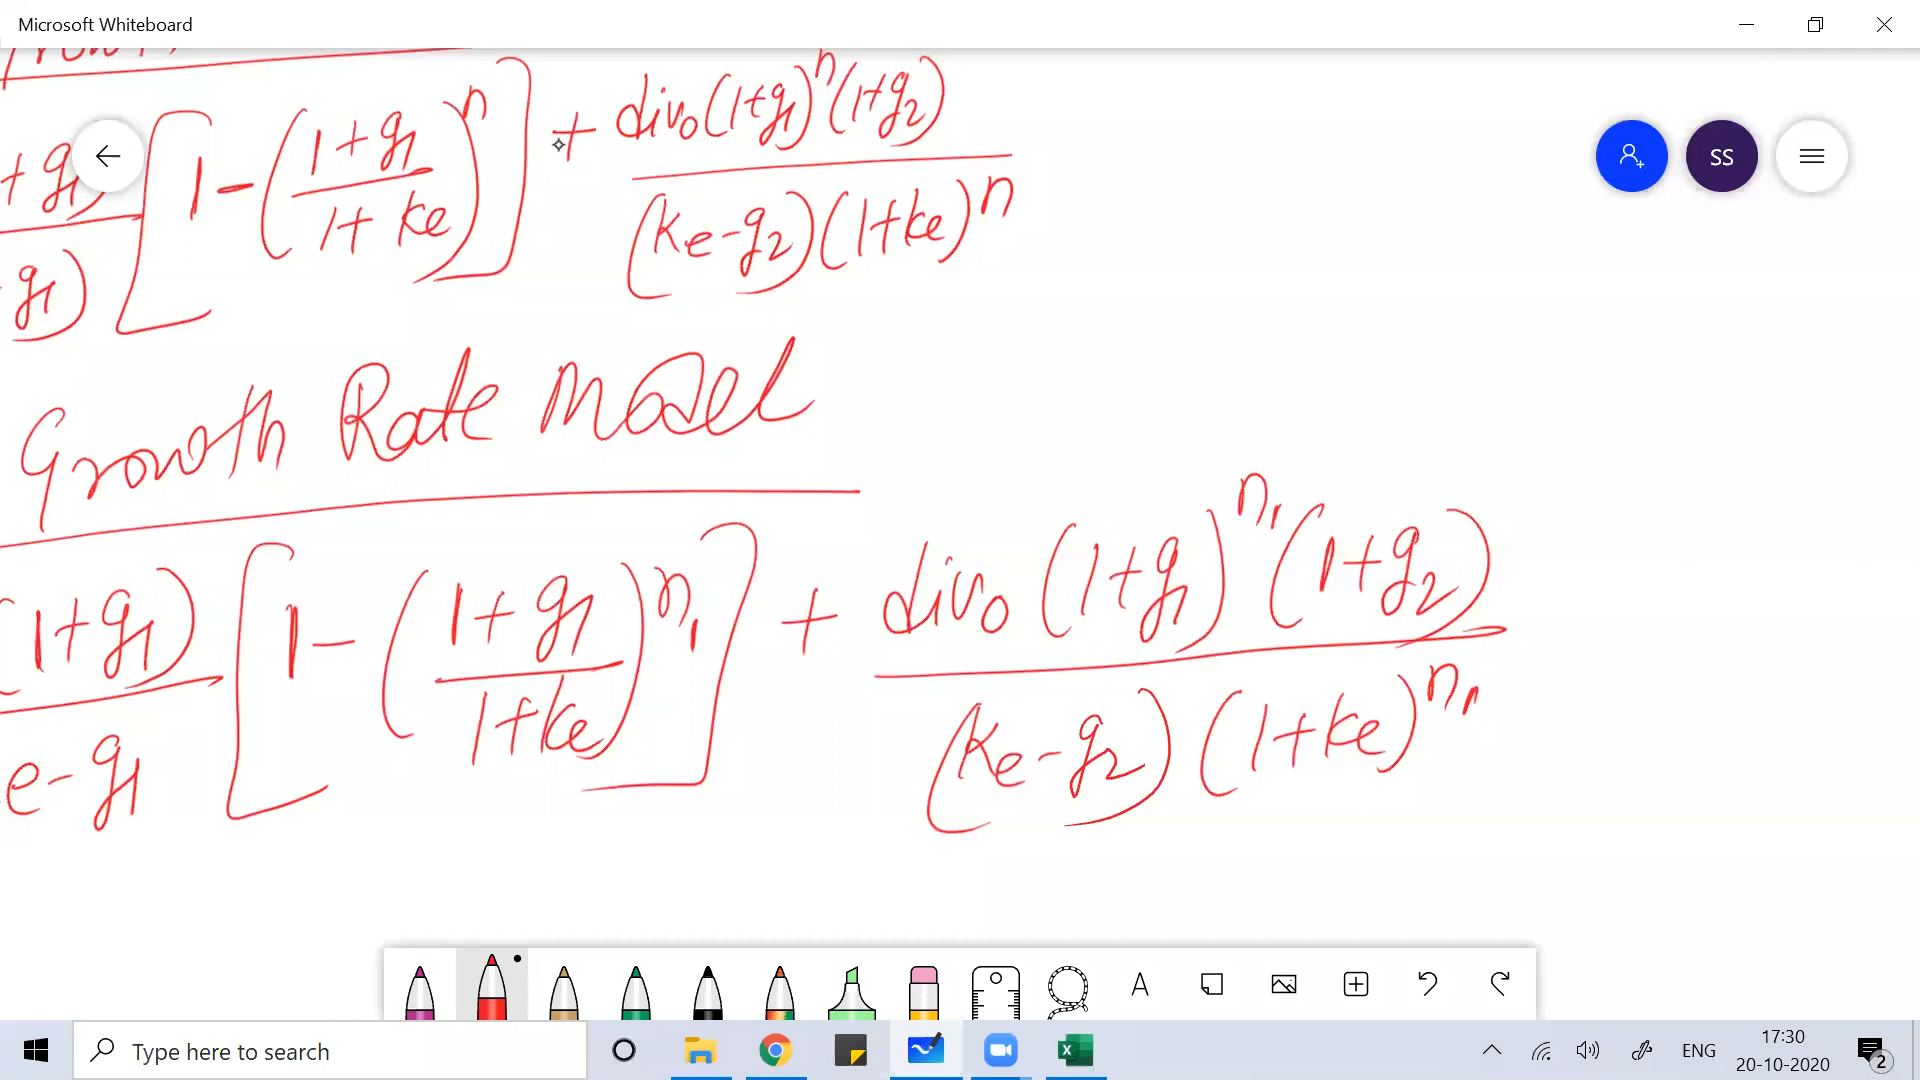 Microsoft Whiteboard
+ g1) [1 - (1+g1 / 1+ke)^n] + div0(1+g1)^n(1+g2) / (ke-g2)(1+ke)^n
g1)
SS
Growth Rate Model
(1+g1) / e-g1 [1 - (1+g1 / 1+ke)^n1] + div0 (1+g1)^n1 (1+g2) / (ke-g2) (1+ke)^n1
A
Type here to search
ENG
17:30
20-10-2020
2